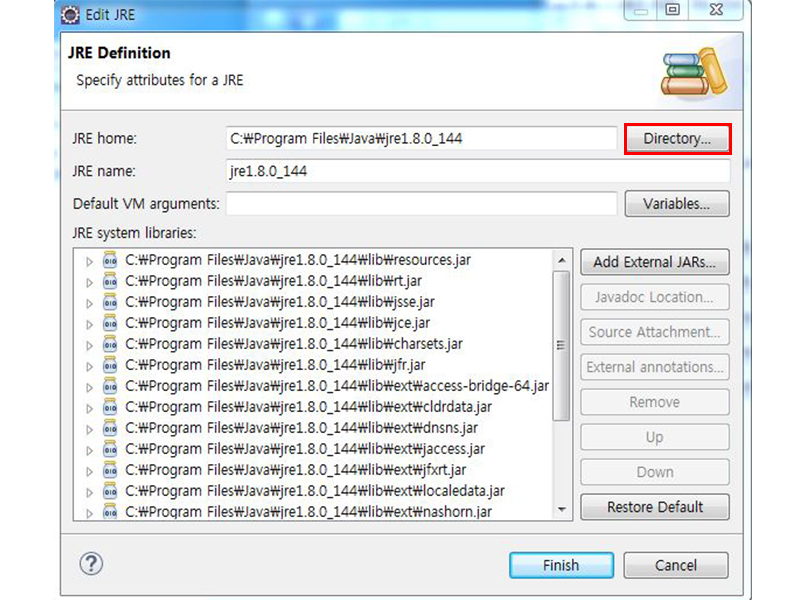 Edit JRE
JRE Definition
Specify attributes for a JRE
JRE home: C:₩Program Files₩Java₩jre1.8.0_144 Directory...
JRE name: jre1.8.0_144
Default VM arguments: Variables...
JRE system libraries:
C:₩Program Files₩Java₩jre1.8.0_144₩lib₩resources.jar
C:₩Program Files₩Java₩jre1.8.0_144₩lib₩rt.jar
C:₩Program Files₩Java₩jre1.8.0_144₩lib₩jsse.jar
C:₩Program Files₩Java₩jre1.8.0_144₩lib₩jce.jar
C:₩Program Files₩Java₩jre1.8.0_144₩lib₩charsets.jar
C:₩Program Files₩Java₩jre1.8.0_144₩lib₩jfr.jar
C:₩Program Files₩Java₩jre1.8.0_144₩lib₩ext₩access-bridge-64.jar
C:₩Program Files₩Java₩jre1.8.0_144₩lib₩ext₩cldrdata.jar
C:₩Program Files₩Java₩jre1.8.0_144₩lib₩ext₩dnsns.jar
C:₩Program Files₩Java₩jre1.8.0_144₩lib₩ext₩jaccess.jar
C:₩Program Files₩Java₩jre1.8.0_144₩lib₩ext₩jfxrt.jar
C:₩Program Files₩Java₩jre1.8.0_144₩lib₩ext₩localedata.jar
C:₩Program Files₩Java₩jre1.8.0_144₩lib₩ext₩nashorn.jar
Add External JARs...
Javadoc Location...
Source Attachment...
External annotations...
Remove
Up
Down
Restore Default
Finish
Cancel